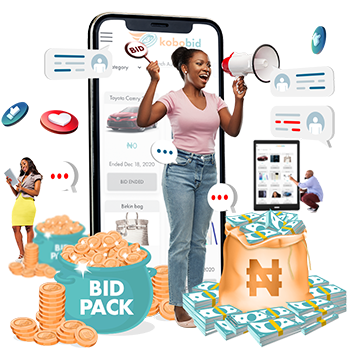 kobobid
BID
Category
Toyota Camry
₦0
Ended Dec 18, 2020
BID ENDED
Birkin bag
BID
PACK
₦